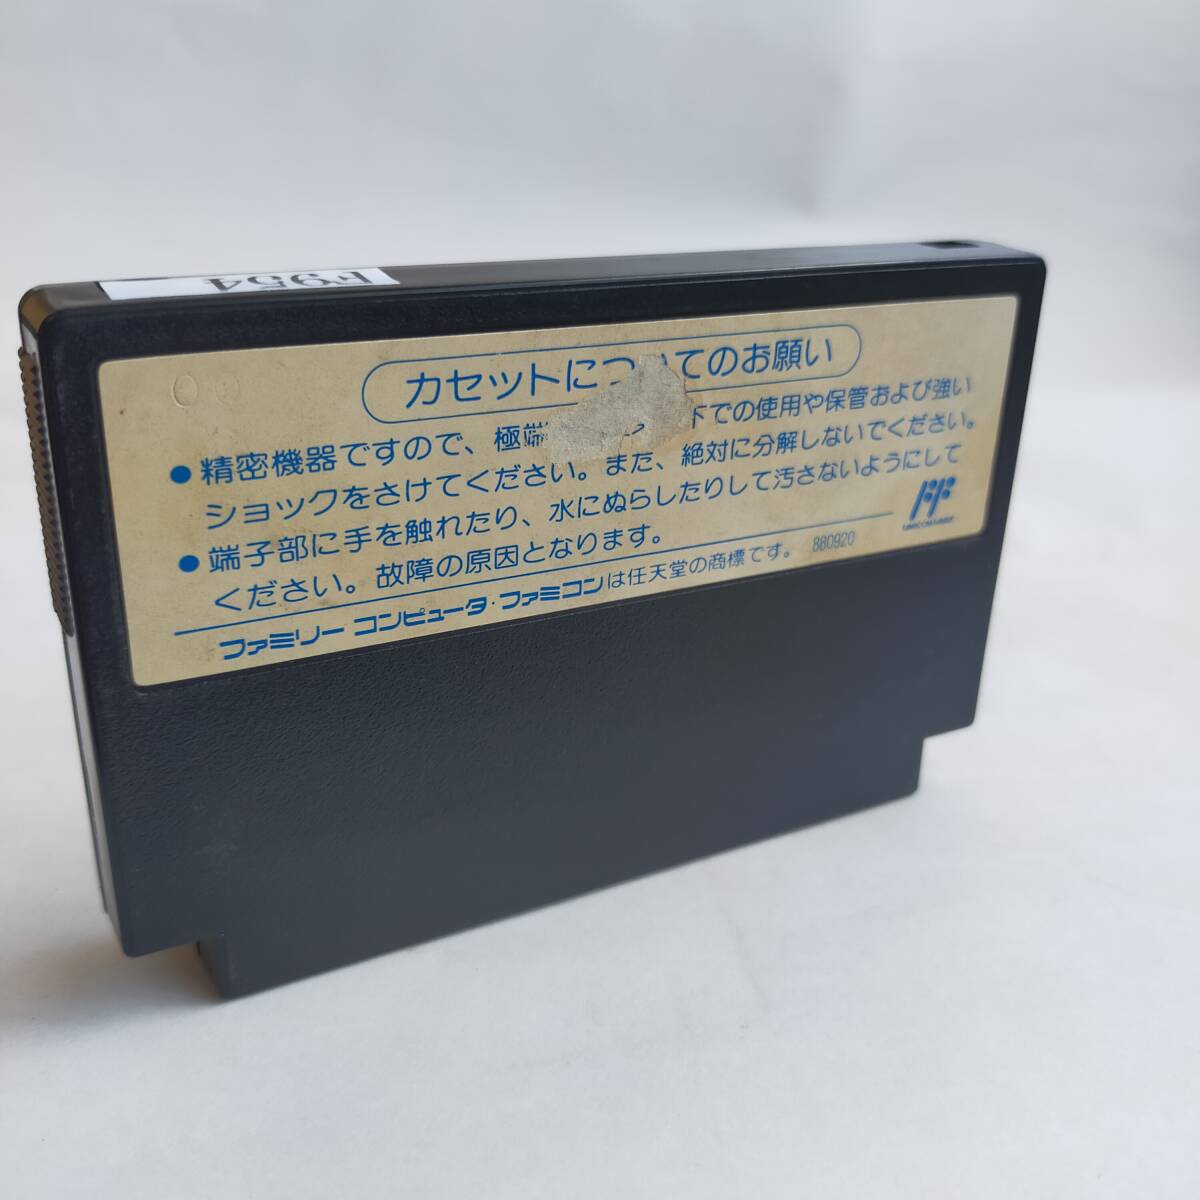 F954
カセットについてのお願い
●精密機器ですので、極端 下での使用や保管および強い
ショックをさけてください。また、絶対に分解しないでください。
●端子部に手を触れたり、水にぬらしたりして汚さないようにして
ください。故障の原因となります。
ファミリー コンピュータ・ファミコンは任天堂の商標です。 880920